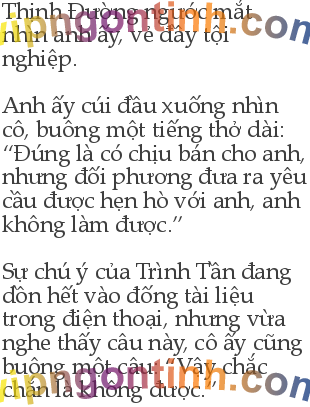 Thịnh Đường ngước mắt
nhìn anh ấy, vẻ đầy tội
nghiệp.
Anh ấy cúi đầu xuống nhìn
cô, buông một tiếng thở dài:
“Đúng là có chịu bán cho anh,
nhưng đối phương đưa ra yêu
cầu được hẹn hò với anh, anh
không làm được.”
Sự chú ý của Trình Tân đang
dồn hết vào đống tài liệu
trong điện thoại, nhưng vừa
nghe thấy câu này, cô ấy cũng
buông một câu: “Vậy chắc
chắn là không được.”
vipngontinh.com
vipngontinh.com